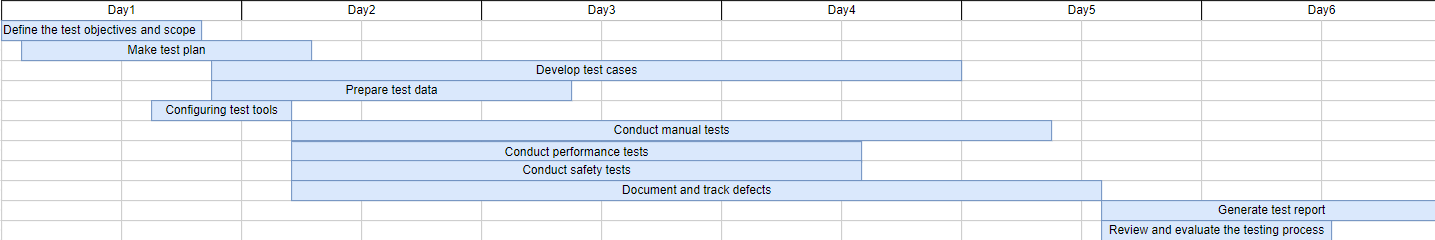 Day1 Day2 Day3 Day4 Day5 Day6
Define the test objectives and scope
Make test plan
Develop test cases
Prepare test data
Configuring test tools
Conduct manual tests
Conduct performance tests
Conduct safety tests
Document and track defects
Generate test report
Review and evaluate the testing process